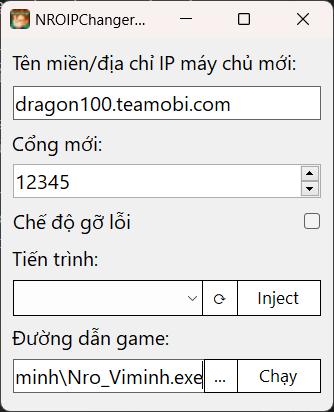 NROIPChanger...
Tên miền/địa chỉ IP máy chủ mới:
dragon100.teamobi.com
Cổng mới:
12345
Chế độ gỡ lỗi
Tiến trình:
Inject
Đường dẫn game:
minh\Nro_Viminh.exe ... Chạy